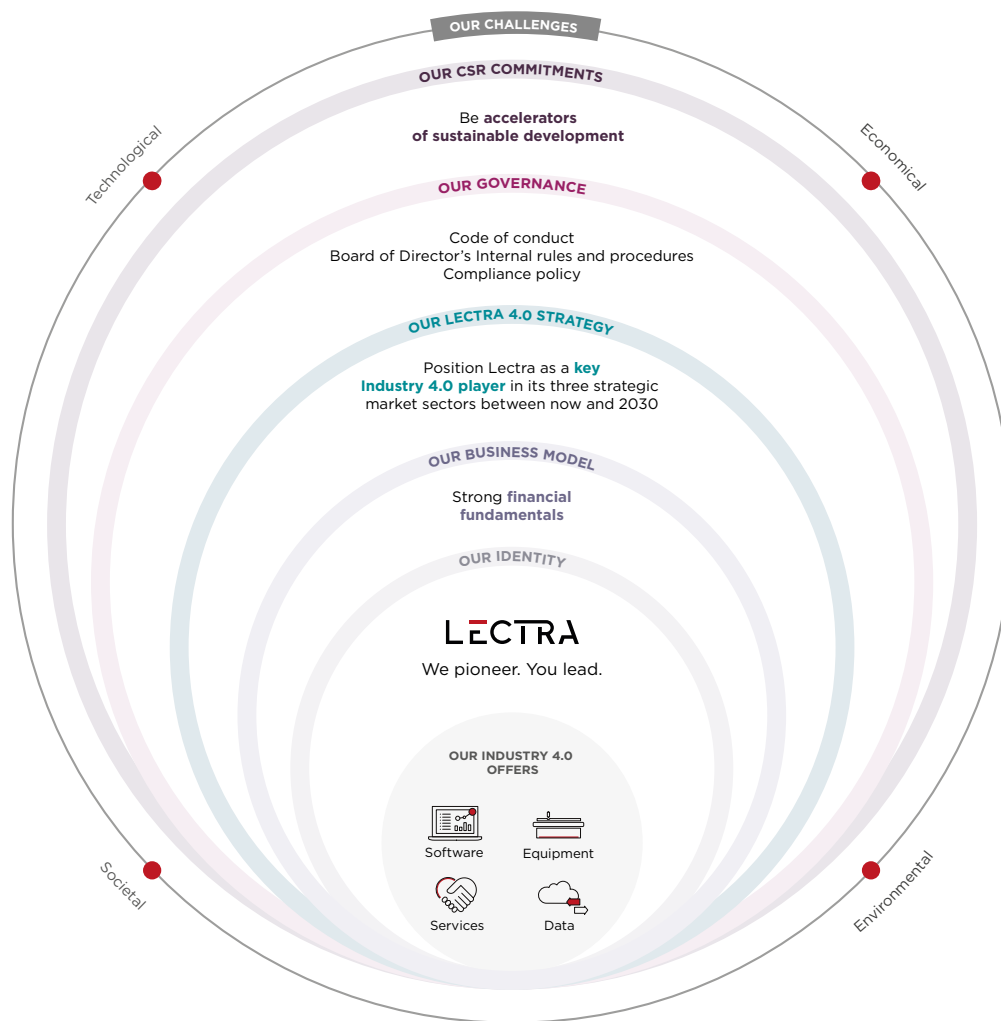 OUR CHALLENGES
OUR CSR COMMITMENTS
Be accelerators
of sustainable development
Technological
Economical
OUR GOVERNANCE
Code of conduct
Board of Director’s Internal rules and procedures
Compliance policy
OUR LECTRA 4.0 STRATEGY
Position Lectra as a key
Industry 4.0 player in its three strategic
market sectors between now and 2030
OUR BUSINESS MODEL
Strong financial
fundamentals
OUR IDENTITY
LECTRA
We pioneer. You lead.
OUR INDUSTRY 4.0
OFFERS
Software
Equipment
Services
Data
Societal
Environmental